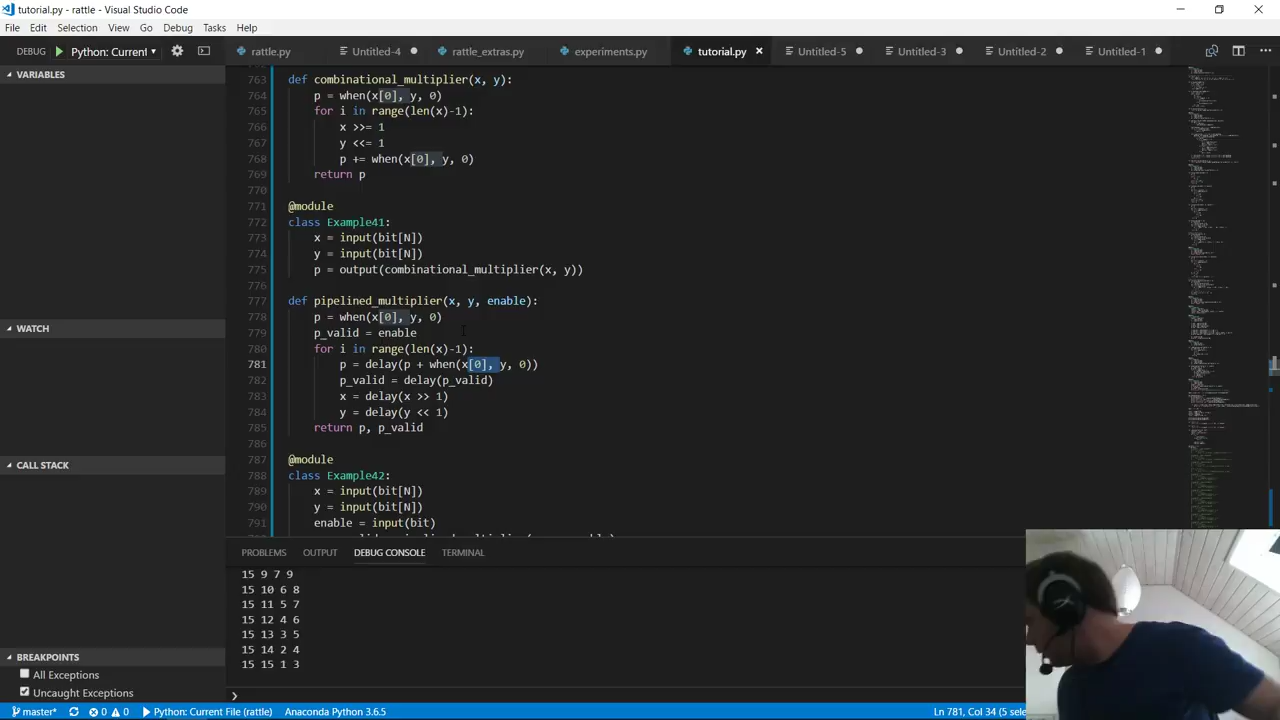 tutorial.py - rattle - Visual Studio Code
File Edit Selection View Go Debug Tasks Help
DEBUG Python: Current
rattle.py Untitled-4 rattle_extras.py experiments.py tutorial.py Untitled-5 Untitled-3 Untitled-2 Untitled-1
VARIABLES
WATCH
CALL STACK
BREAKPOINTS
All Exceptions
Uncaught Exceptions
763 def combinational_multiplier(x, y):
764 p = when(x[0], y, 0)
765 for i in range(len(x)-1):
766 x >>= 1
767 y <<= 1
768 p += when(x[0], y, 0)
769 return p
770
771 @module
772 class Example41:
773 x = input(bit[N])
774 y = input(bit[N])
775 p = output(combinational_multiplier(x, y))
776
777 def pipelined_multiplier(x, y, enable):
778 p = when(x[0], y, 0)
779 p_valid = enable
780 for i in range(len(x)-1):
781 p = delay(p + when(x[0], y, 0))
782 p_valid = delay(p_valid)
783 x = delay(x >> 1)
784 y = delay(y << 1)
785 return p, p_valid
786
787 @module
788 class Example42:
789 x = input(bit[N])
790 y = input(bit[N])
791 enable = input(bit)
PROBLEMS OUTPUT DEBUG CONSOLE TERMINAL
15 9 7 9
15 10 6 8
15 11 5 7
15 12 4 6
15 13 3 5
15 14 2 4
15 15 1 3
master* 0 0 Python: Current File (rattle) Anaconda Python 3.6.5 Ln 781, Col 34 (5 sele